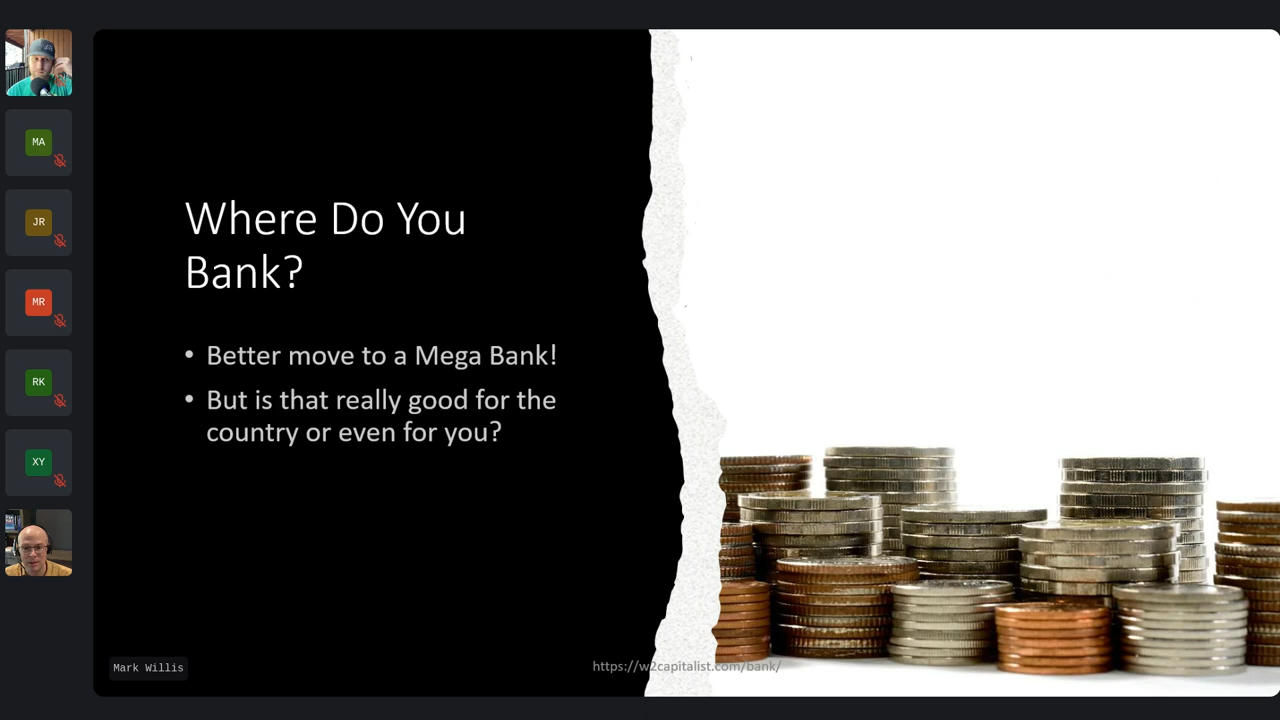 MA
JR
MR
RK
XY
Where Do You
Bank?
• Better move to a Mega Bank!
• But is that really good for the
country or even for you?
Mark Willis
https://w2capitalist.com/bank/